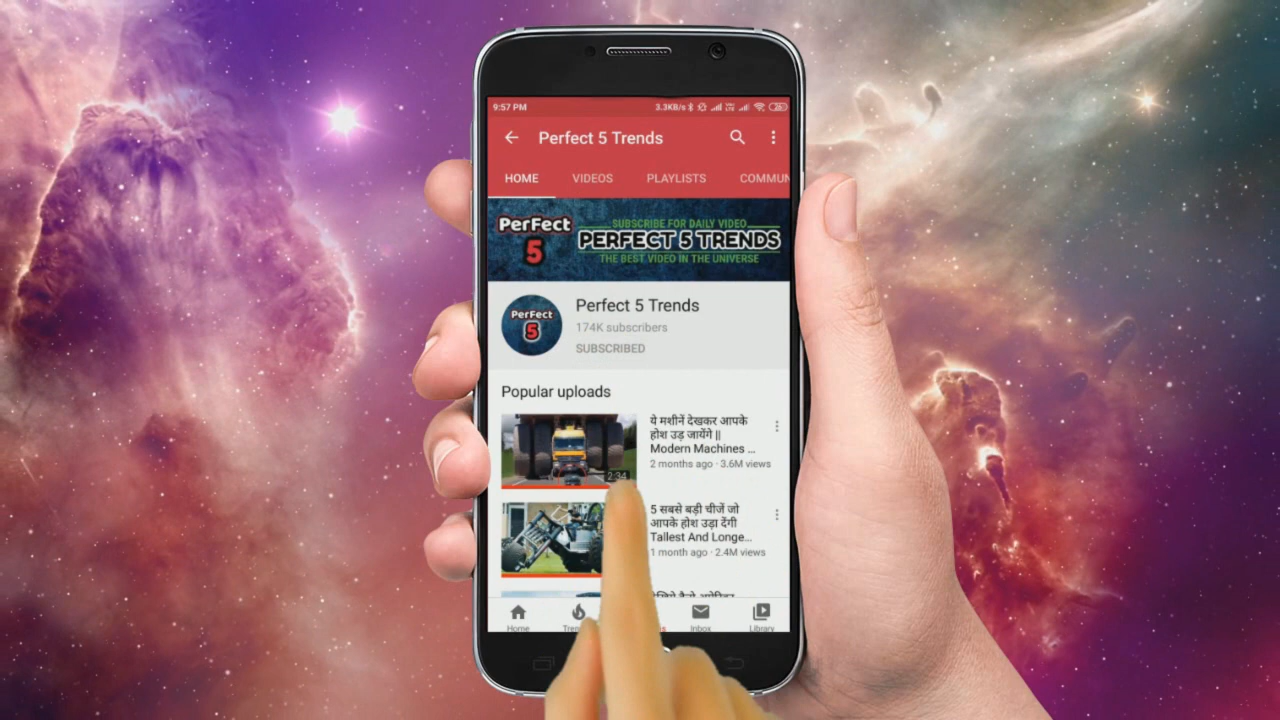 9:57 PM 3.3KB/s
Perfect 5 Trends
HOME VIDEOS PLAYLISTS COMMUN
PerFect
5
SUBSCRIBE FOR DAILY VIDEO
PERFECT 5 TRENDS
THE BEST VIDEO IN THE UNIVERSE
PerFect
5
Perfect 5 Trends
174K subscribers
SUBSCRIBED
Popular uploads
2:34
ये मशीनें देखकर आपके
होश उड़ जायेंगे ||
Modern Machines ...
2 months ago · 3.6M views
5 सबसे बड़ी चीजें जो
आपके होश उड़ा देंगी
Tallest And Longe...
1 month ago · 2.4M views
Home Inbox Library